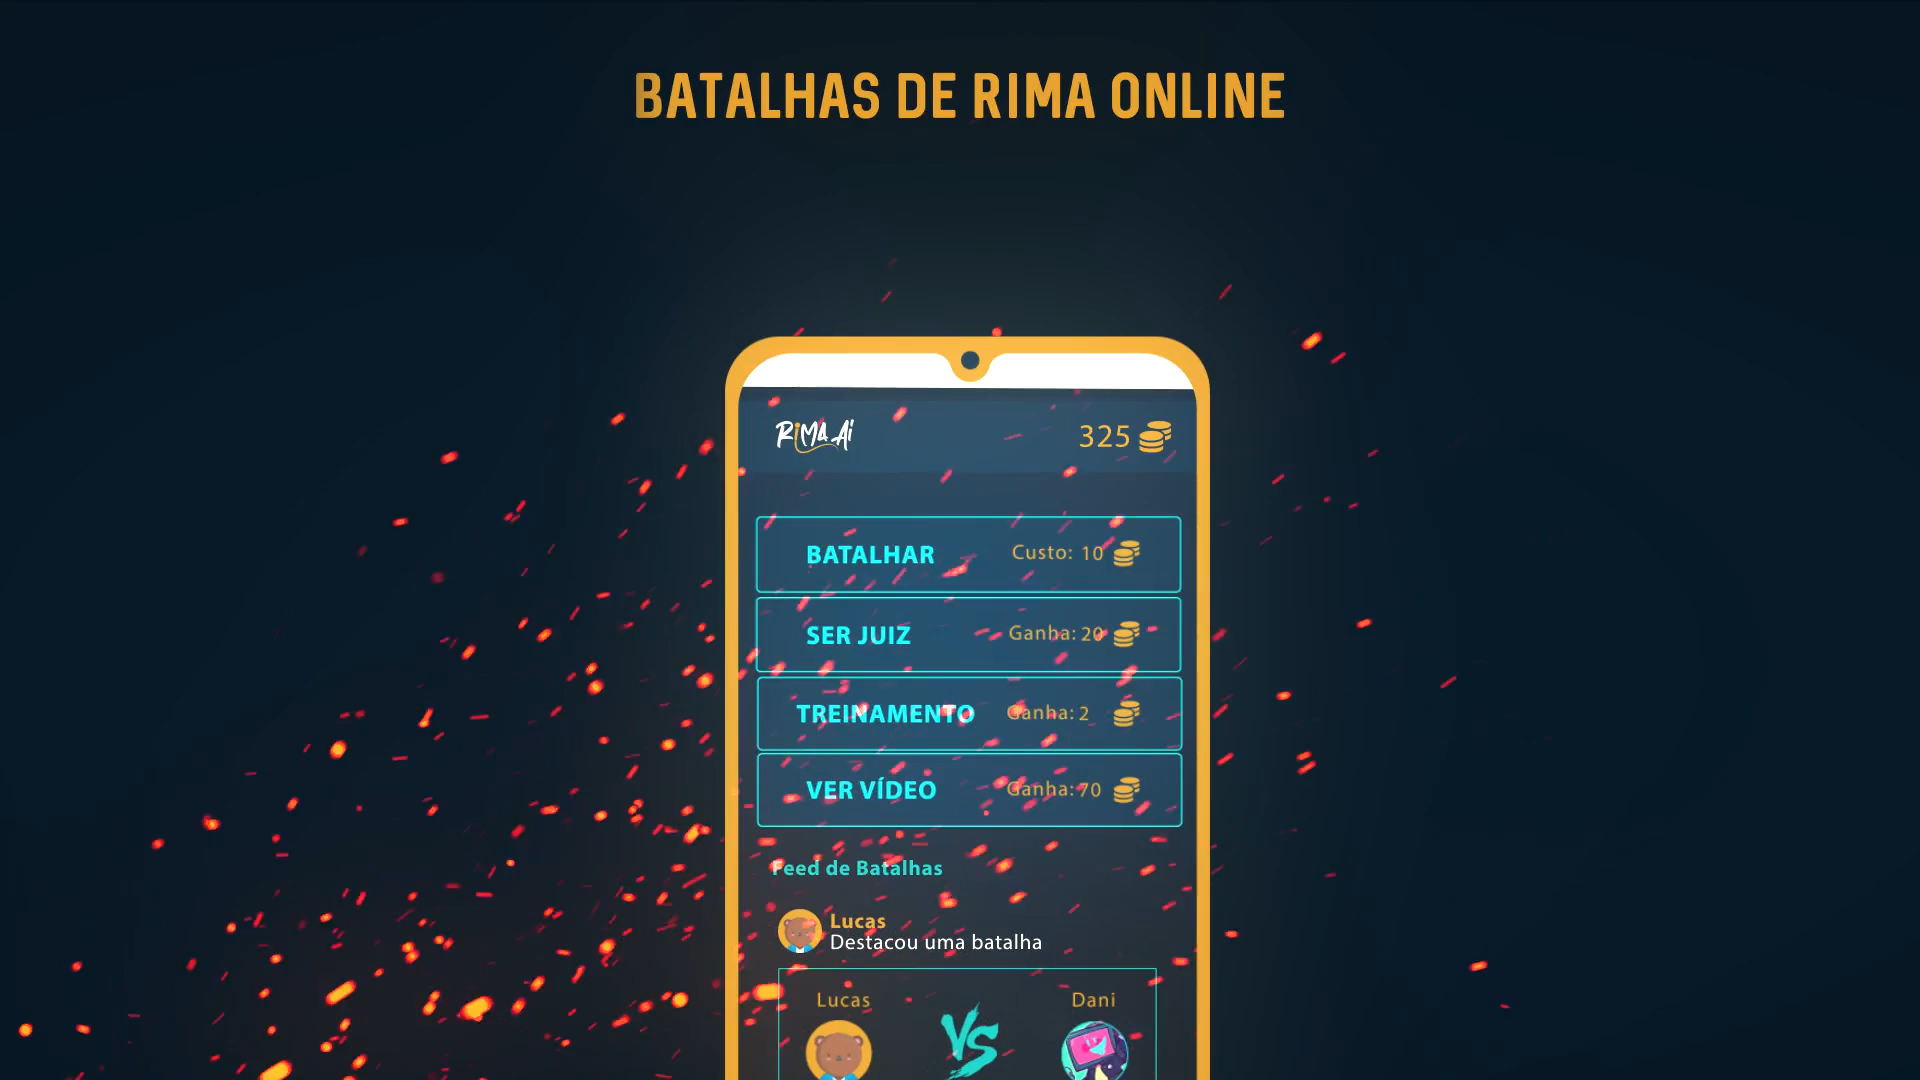 BATALHAS DE RIMA ONLINE
RiMA Aí
325
BATALHAR Custo: 10
SER JUIZ Ganha: 20
TREINAMENTO Ganha: 2
VER VÍDEO Ganha: 70
Feed de Batalhas
Lucas
Destacou uma batalha
Lucas VS Dani